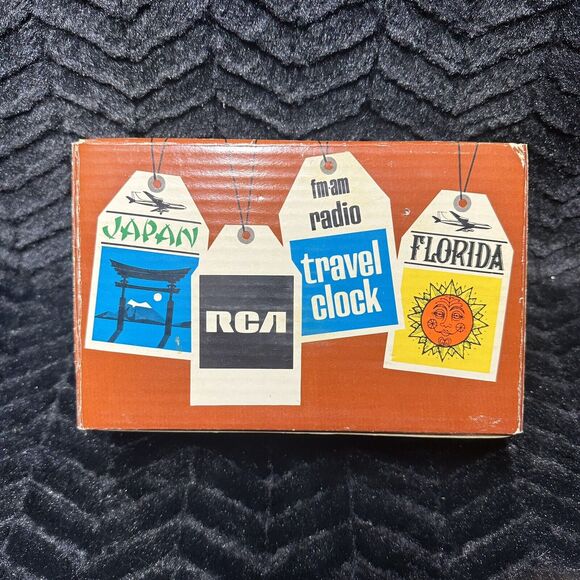 JAPAN
RCA
fm am
radio
travel
clock
FLORIDA